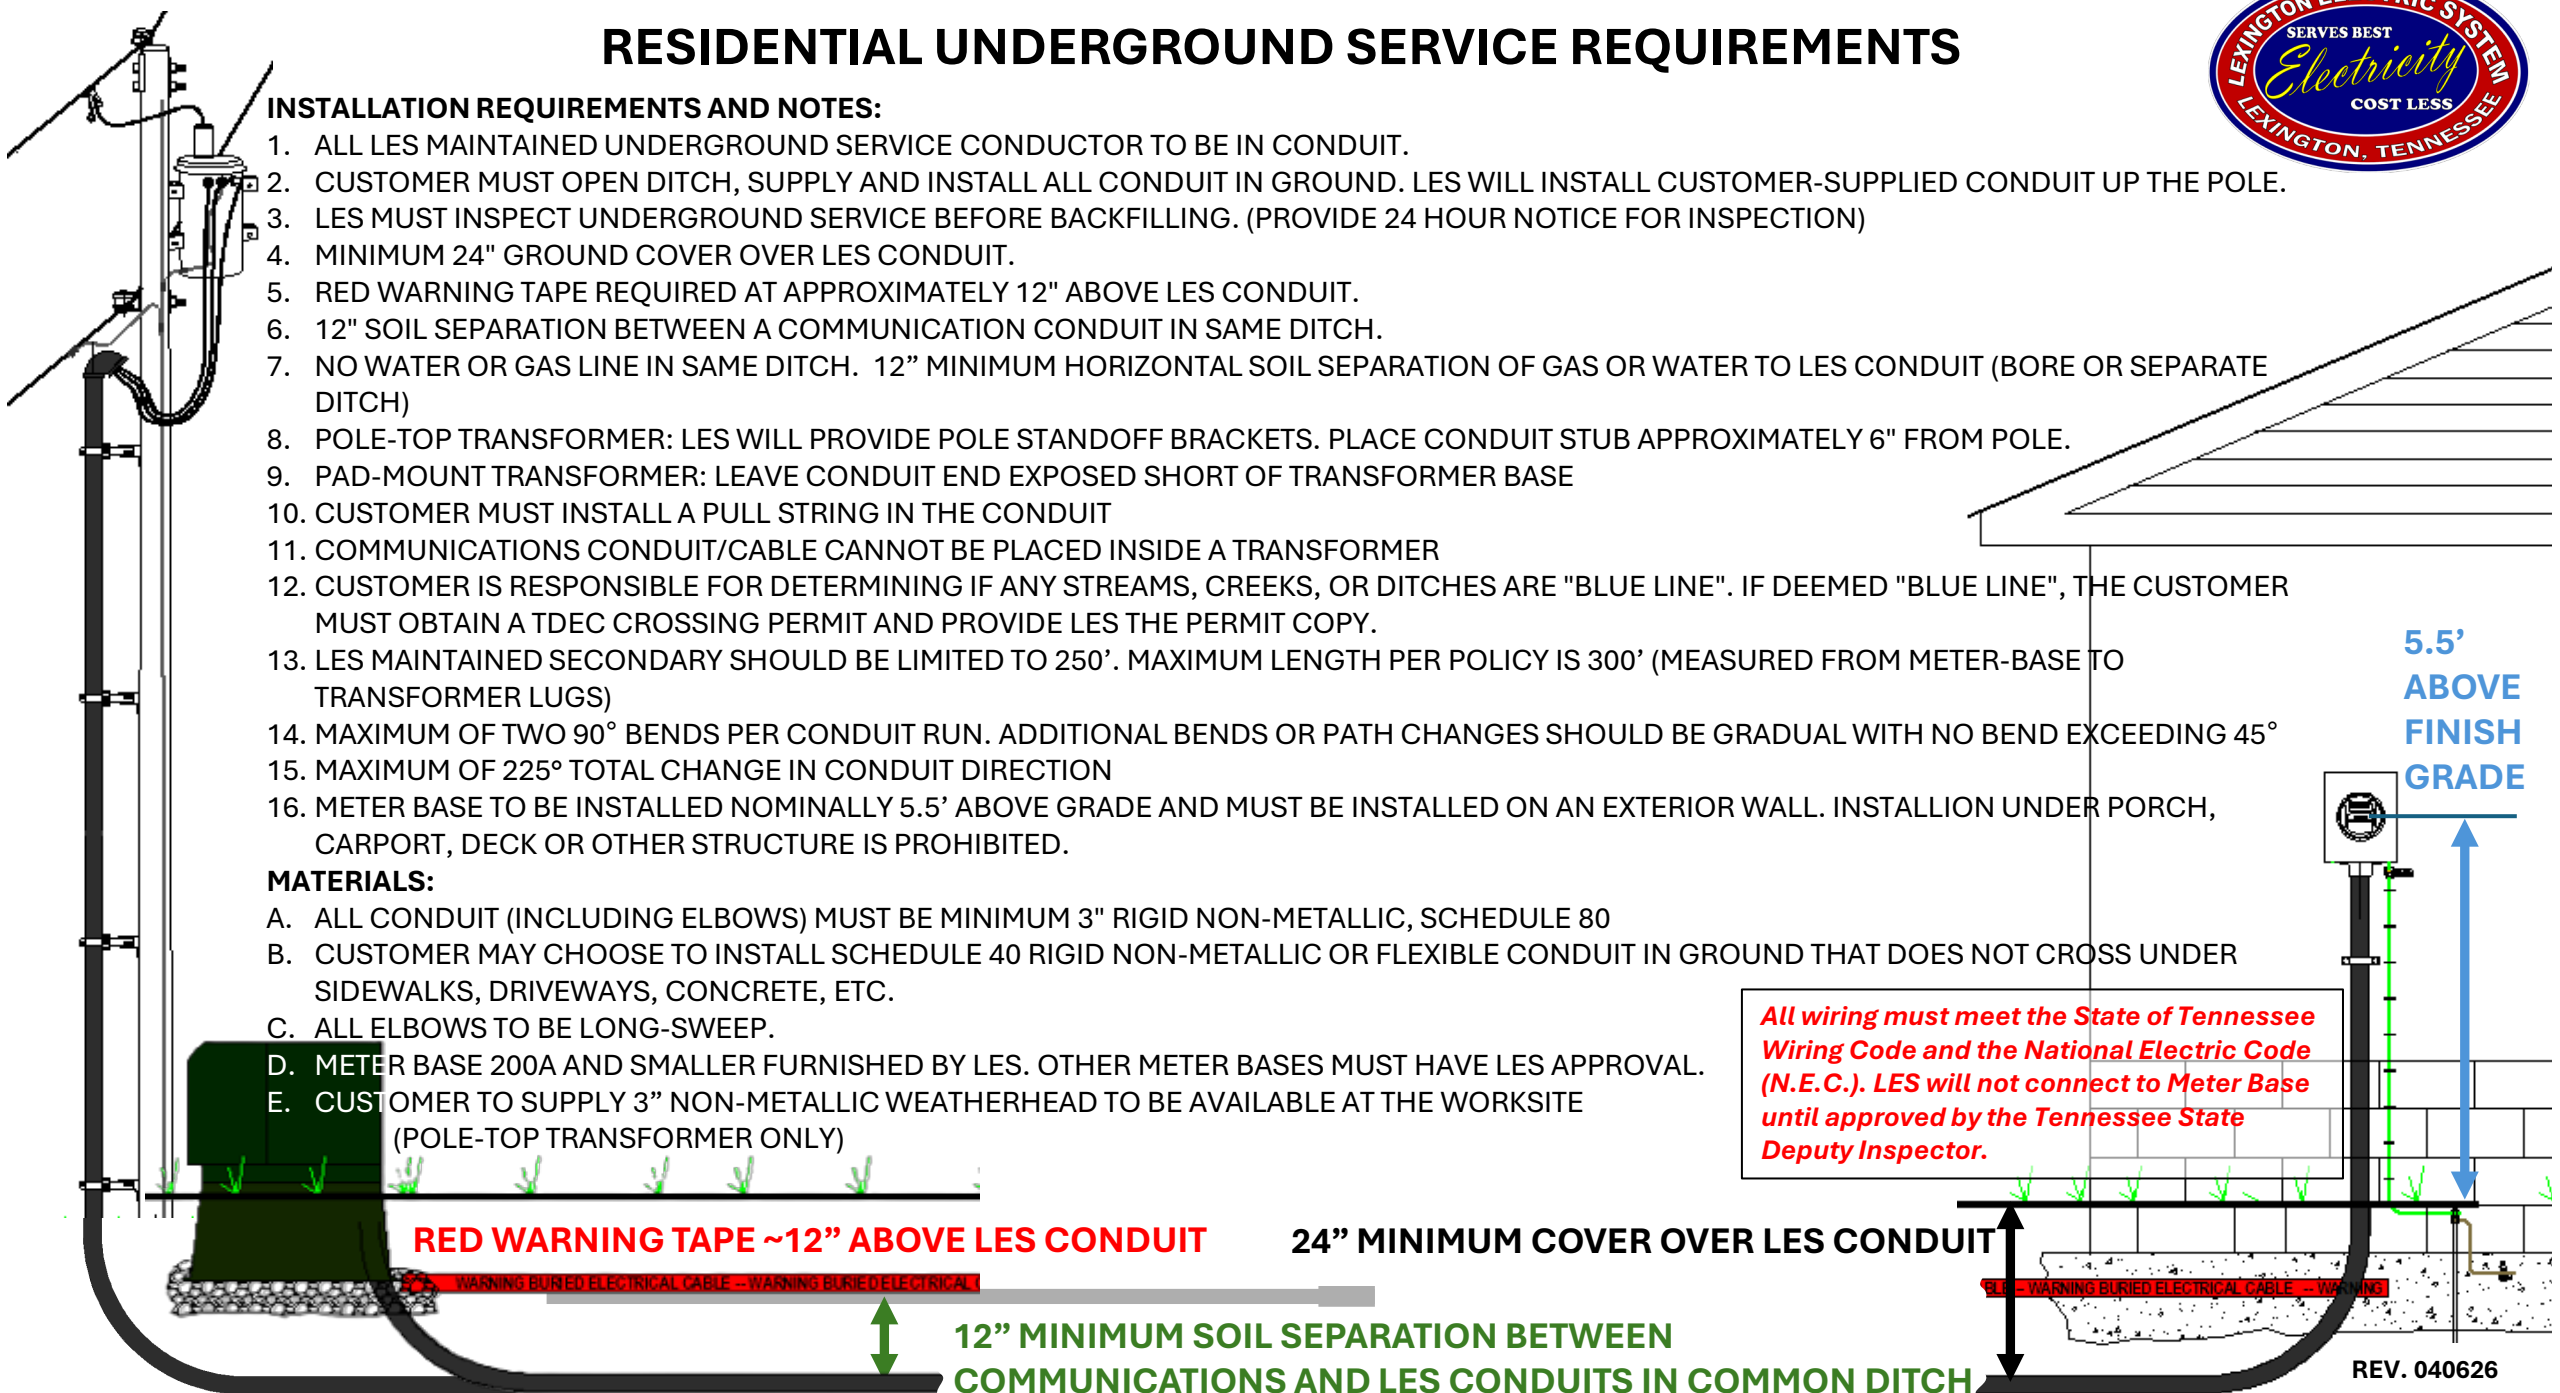 RESIDENTIAL UNDERGROUND SERVICE REQUIREMENTS
LEXINGTON ELECTRIC SYSTEM
SERVES BEST
Electricity
COST LESS
LEXINGTON, TENNESSEE
INSTALLATION REQUIREMENTS AND NOTES:
1. ALL LES MAINTAINED UNDERGROUND SERVICE CONDUCTOR TO BE IN CONDUIT.
2. CUSTOMER MUST OPEN DITCH, SUPPLY AND INSTALL ALL CONDUIT IN GROUND. LES WILL INSTALL CUSTOMER-SUPPLIED CONDUIT UP THE POLE.
3. LES MUST INSPECT UNDERGROUND SERVICE BEFORE BACKFILLING. (PROVIDE 24 HOUR NOTICE FOR INSPECTION)
4. MINIMUM 24" GROUND COVER OVER LES CONDUIT.
5. RED WARNING TAPE REQUIRED AT APPROXIMATELY 12" ABOVE LES CONDUIT.
6. 12" SOIL SEPARATION BETWEEN A COMMUNICATION CONDUIT IN SAME DITCH.
7. NO WATER OR GAS LINE IN SAME DITCH. 12” MINIMUM HORIZONTAL SOIL SEPARATION OF GAS OR WATER TO LES CONDUIT (BORE OR SEPARATE
DITCH)
8. POLE-TOP TRANSFORMER: LES WILL PROVIDE POLE STANDOFF BRACKETS. PLACE CONDUIT STUB APPROXIMATELY 6" FROM POLE.
9. PAD-MOUNT TRANSFORMER: LEAVE CONDUIT END EXPOSED SHORT OF TRANSFORMER BASE
10. CUSTOMER MUST INSTALL A PULL STRING IN THE CONDUIT
11. COMMUNICATIONS CONDUIT/CABLE CANNOT BE PLACED INSIDE A TRANSFORMER
12. CUSTOMER IS RESPONSIBLE FOR DETERMINING IF ANY STREAMS, CREEKS, OR DITCHES ARE "BLUE LINE". IF DEEMED "BLUE LINE", THE CUSTOMER
MUST OBTAIN A TDEC CROSSING PERMIT AND PROVIDE LES THE PERMIT COPY.
13. LES MAINTAINED SECONDARY SHOULD BE LIMITED TO 250’. MAXIMUM LENGTH PER POLICY IS 300’ (MEASURED FROM METER-BASE TO
TRANSFORMER LUGS)
14. MAXIMUM OF TWO 90° BENDS PER CONDUIT RUN. ADDITIONAL BENDS OR PATH CHANGES SHOULD BE GRADUAL WITH NO BEND EXCEEDING 45°
15. MAXIMUM OF 225º TOTAL CHANGE IN CONDUIT DIRECTION
16. METER BASE TO BE INSTALLED NOMINALLY 5.5’ ABOVE GRADE AND MUST BE INSTALLED ON AN EXTERIOR WALL. INSTALLION UNDER PORCH,
CARPORT, DECK OR OTHER STRUCTURE IS PROHIBITED.
MATERIALS:
A. ALL CONDUIT (INCLUDING ELBOWS) MUST BE MINIMUM 3" RIGID NON-METALLIC, SCHEDULE 80
B. CUSTOMER MAY CHOOSE TO INSTALL SCHEDULE 40 RIGID NON-METALLIC OR FLEXIBLE CONDUIT IN GROUND THAT DOES NOT CROSS UNDER
SIDEWALKS, DRIVEWAYS, CONCRETE, ETC.
C. ALL ELBOWS TO BE LONG-SWEEP.
D. METER BASE 200A AND SMALLER FURNISHED BY LES. OTHER METER BASES MUST HAVE LES APPROVAL.
E. CUSTOMER TO SUPPLY 3” NON-METALLIC WEATHERHEAD TO BE AVAILABLE AT THE WORKSITE
(POLE-TOP TRANSFORMER ONLY)
5.5’
ABOVE
FINISH
GRADE
All wiring must meet the State of Tennessee
Wiring Code and the National Electric Code
(N.E.C.). LES will not connect to Meter Base
until approved by the Tennessee State
Deputy Inspector.
RED WARNING TAPE ~12” ABOVE LES CONDUIT
24” MINIMUM COVER OVER LES CONDUIT
WARNING BURIED ELECTRICAL CABLE -- WARNING BURIED ELECTRICAL C
BLE -- WARNING BURIED ELECTRICAL CABLE -- WARNING
12” MINIMUM SOIL SEPARATION BETWEEN
COMMUNICATIONS AND LES CONDUITS IN COMMON DITCH
REV. 040626